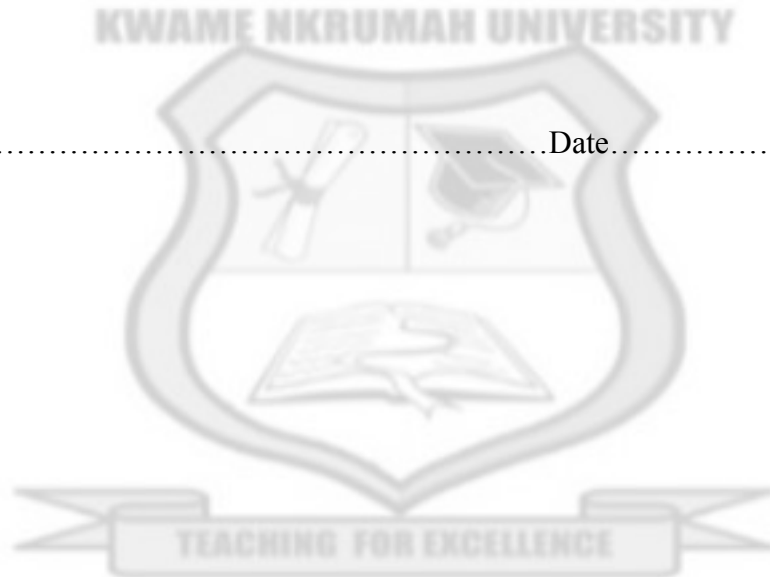 KWAME NKRUMAH UNIVERSITY
……………………………………………Date……………
TEACHING FOR EXCELLENCE